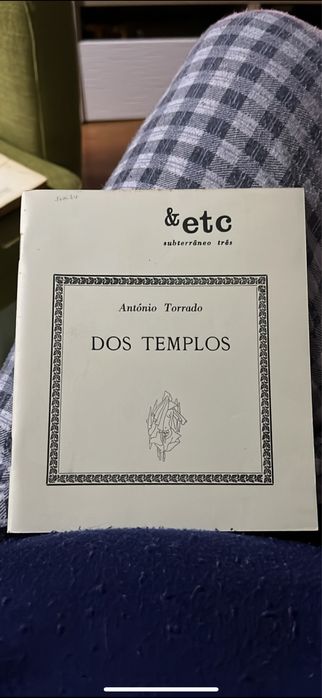 & etc
subterrâneo três
António Torrado
DOS TEMPLOS